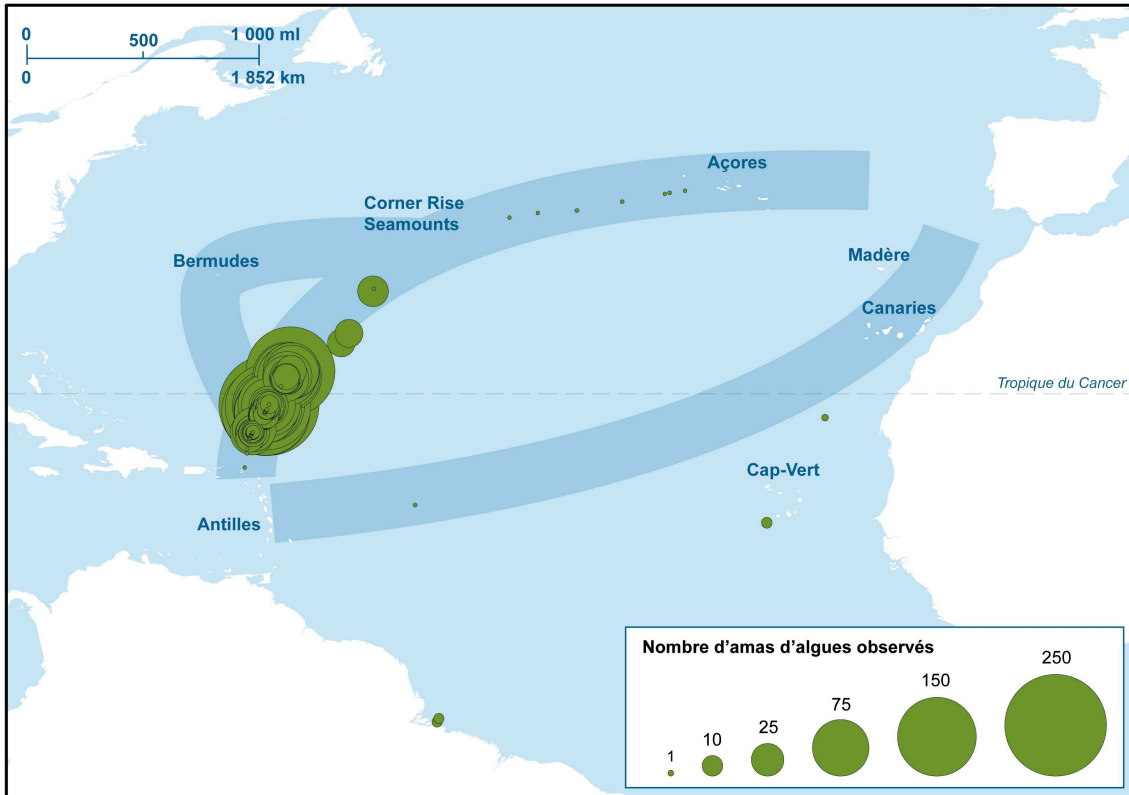 0 500 1 000 ml
0 1 852 km
Açores
Corner Rise
Seamounts
Bermudes
Madère
Canaries
Tropique du Cancer
Cap-Vert
Antilles
Nombre d'amas d'algues observés
1 10 25 75 150 250